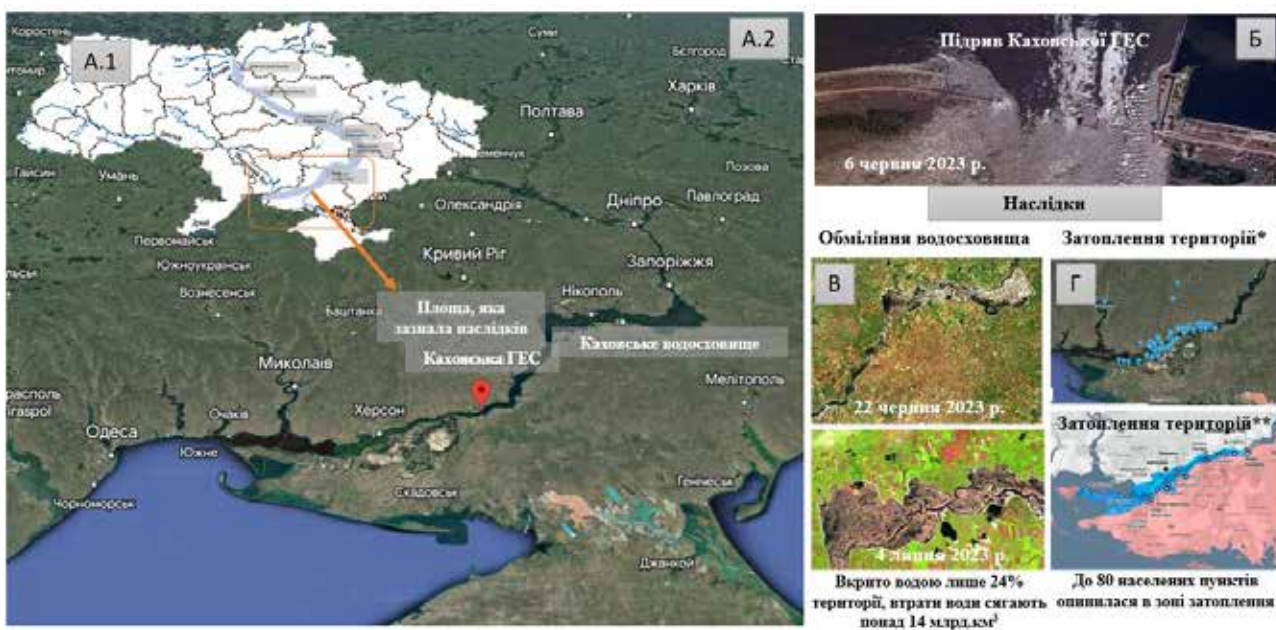 А.1
А.2
Коростень
Суми
Бєлгород
Харків
Полтава
Гайсин
Умань
Позова
Павлоград
Олександрія
Дніпро
Первомайськ
Кривий Ріг
Южноукраїнськ
Запоріжжя
Вознесенськ
Нікополь
Баштанка
Площа, яка
зазнала наслідків
Каховське водосховище
Каховська ГЕС
Миколаїв
Мелітополь
Херсон
Очаків
Одеса
Южне
Скадовськ
Генічеськ
Чорноморськ
Джанкой
Підрив Каховської ГЕС
Б
6 червня 2023 р.
Наслідки
Обміління водосховища
В
22 червня 2023 р.
4 липня 2023 р.
Вкрито водою лише 24%
території, втрати води сягають
понад 14 млрд.км³
Затоплення територій*
Г
Затоплення територій**
До 80 населених пунктів
опинилася в зоні затоплення